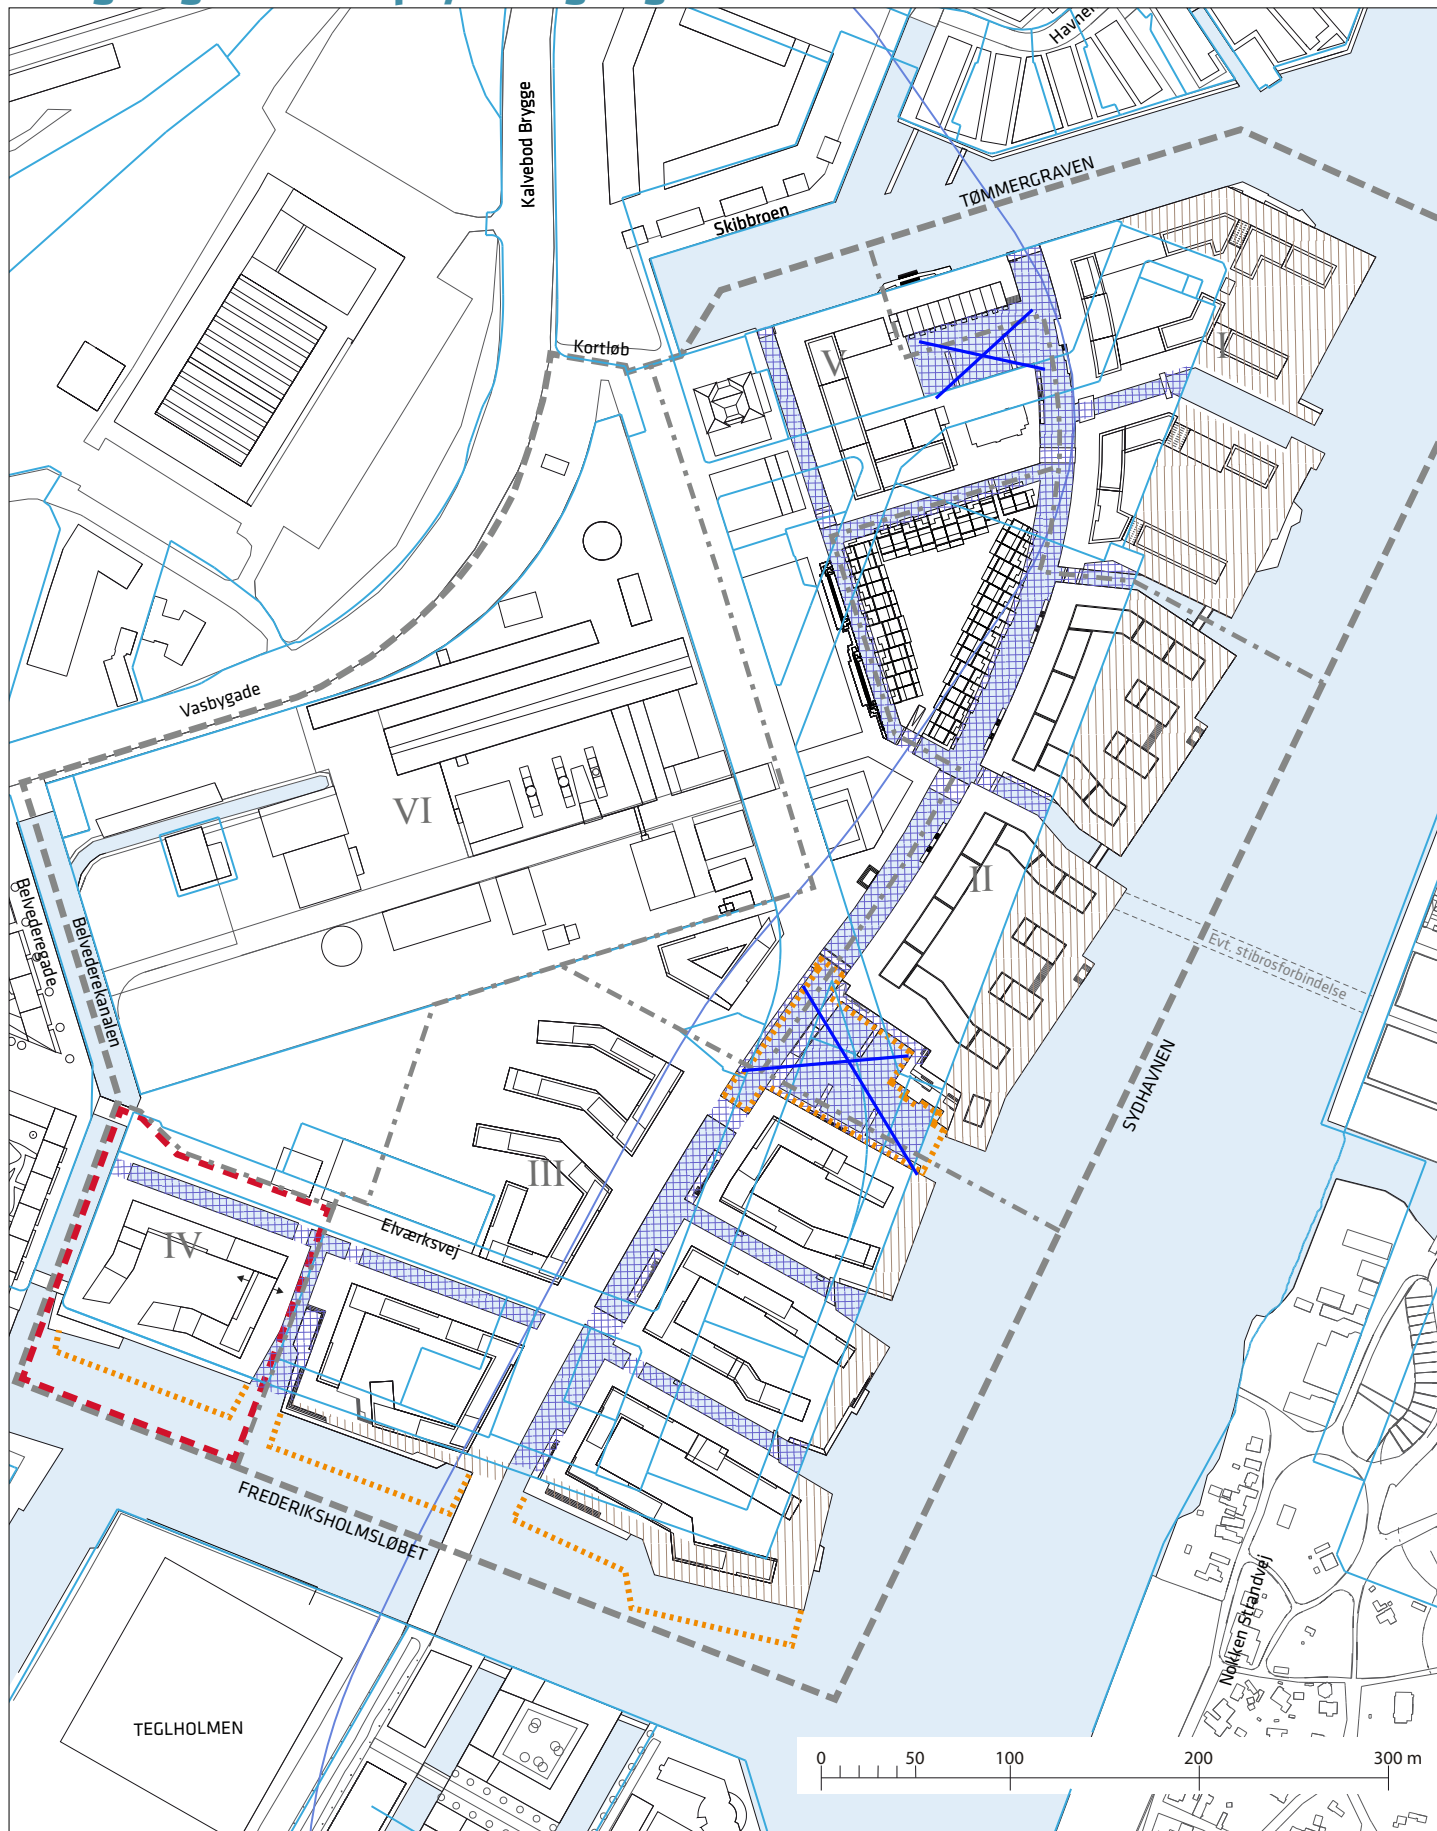 Havne
Kalvebod Brygge
TØMMERGRAVEN
Skibbroen
Kortløb
V
I
Vasbygade
VI
II
Belvederegade
Belvederekanalen
Evt. stibrosforbindelse
SYDHAVNEN
III
Elværksvej
IV
FREDERIKSHOLMSLØBET
Nokken Strandvej
TEGLHOLMEN
0 50 100 200 300 m